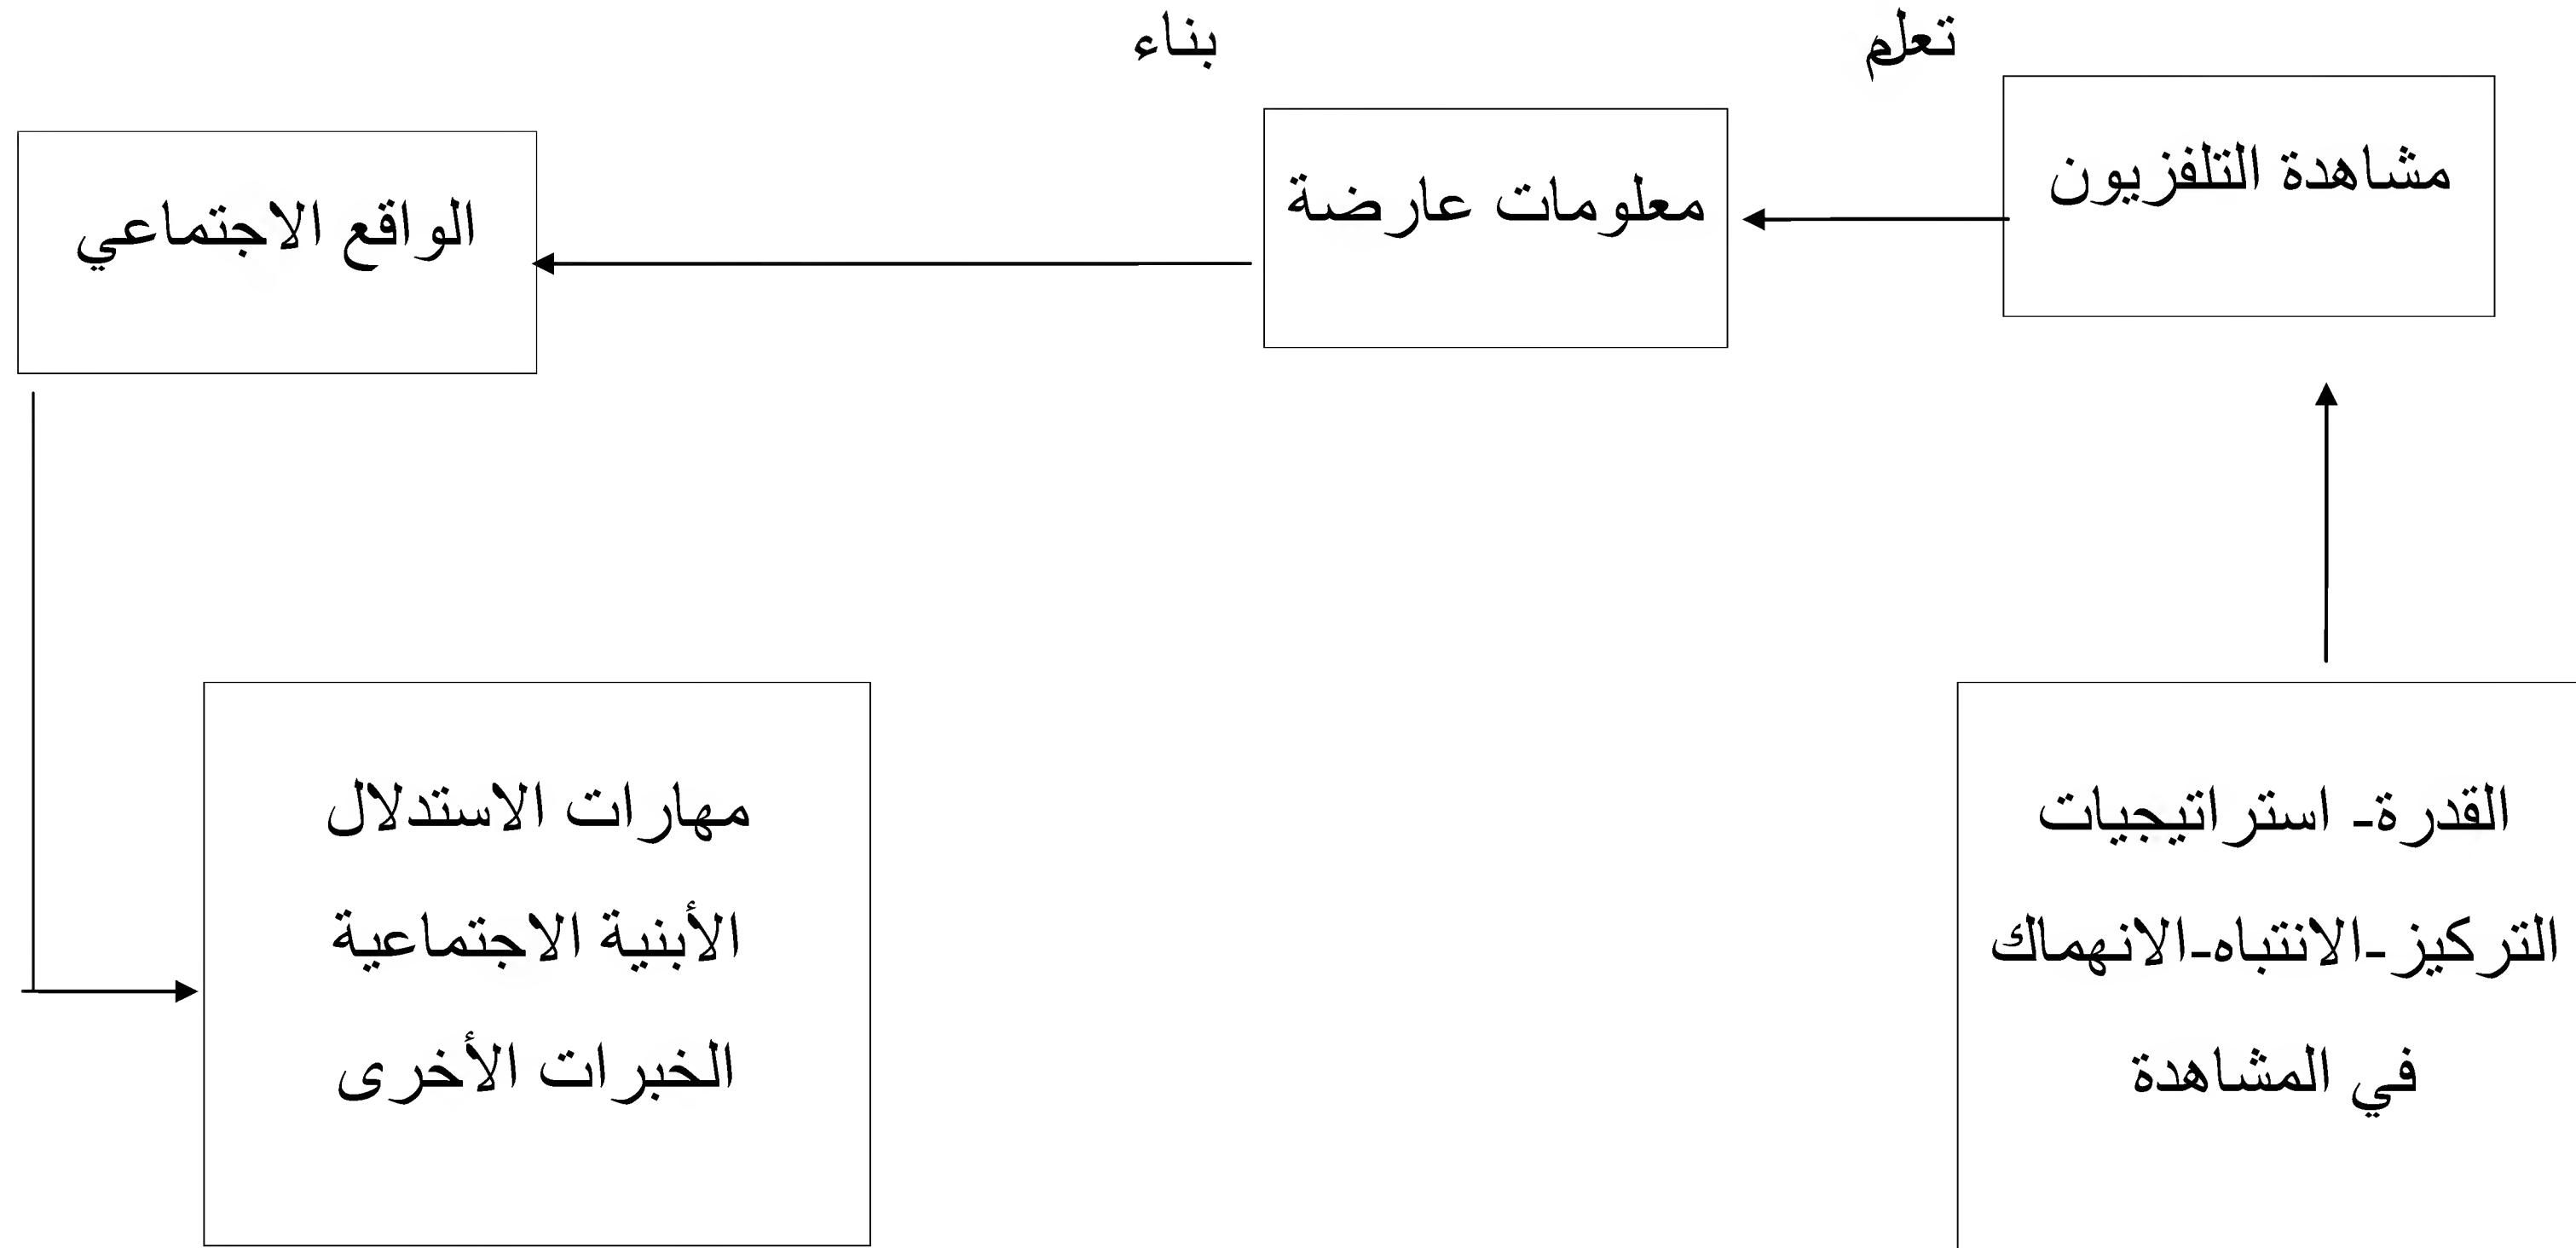 تعلم
بناء
مشاهدة التلفزيون
معلومات عارضة
الواقع الاجتماعي
القدرة- استراتيجيات
التركيز-الانتباه-الانهماك
في المشاهدة
مهارات الاستدلال
الأبنية الاجتماعية
الخبرات الأخرى